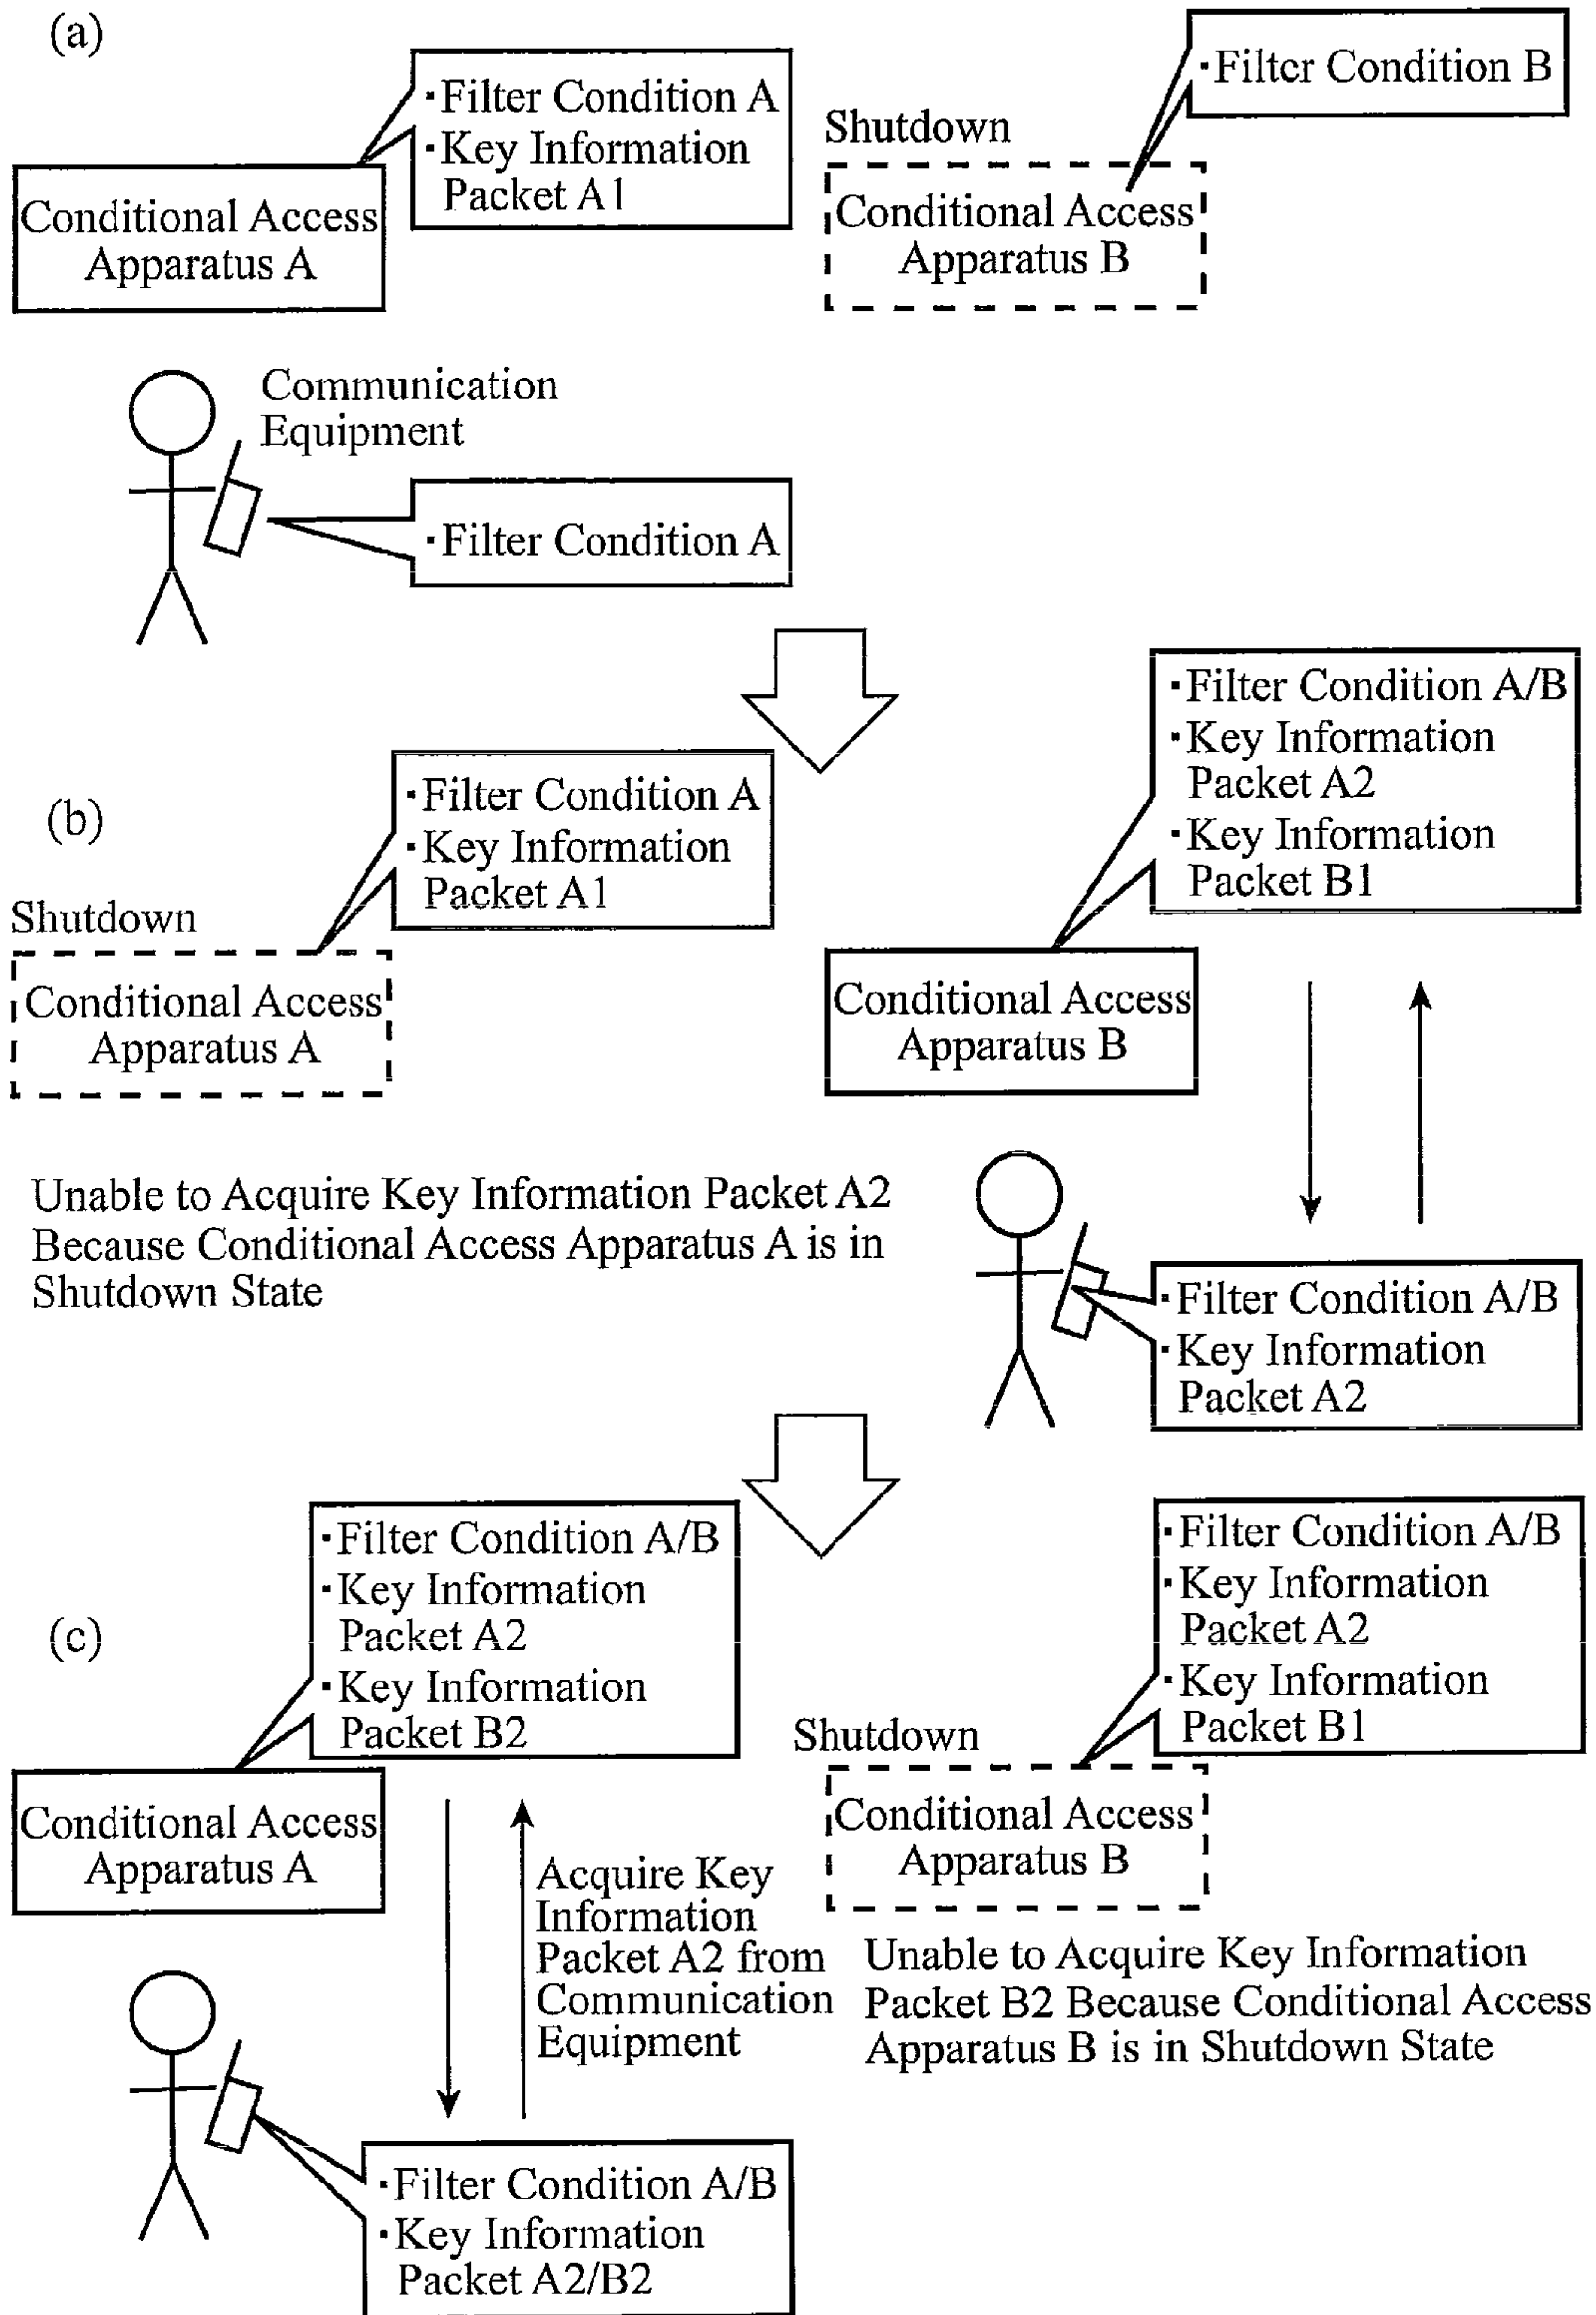 (a)
·Filter Condition A
·Key Information
Packet A1
Conditional Access
Apparatus A
·Filter Condition B
Shutdown
Conditional Access
Apparatus B
Communication
Equipment
·Filter Condition A
(b)
·Filter Condition A
·Key Information
Packet A1
Shutdown
Conditional Access
Apparatus A
·Filter Condition A/B
·Key Information
Packet A2
·Key Information
Packet B1
Conditional Access
Apparatus B
Unable to Acquire Key Information Packet A2
Because Conditional Access Apparatus A is in
Shutdown State
·Filter Condition A/B
·Key Information
Packet A2
(c)
·Filter Condition A/B
·Key Information
Packet A2
·Key Information
Packet B2
Conditional Access
Apparatus A
·Filter Condition A/B
·Key Information
Packet A2
·Key Information
Packet B1
Shutdown
Conditional Access
Apparatus B
Acquire Key
Information
Packet A2 from
Communication
Equipment
Unable to Acquire Key Information
Packet B2 Because Conditional Access
Apparatus B is in Shutdown State
·Filter Condition A/B
·Key Information
Packet A2/B2